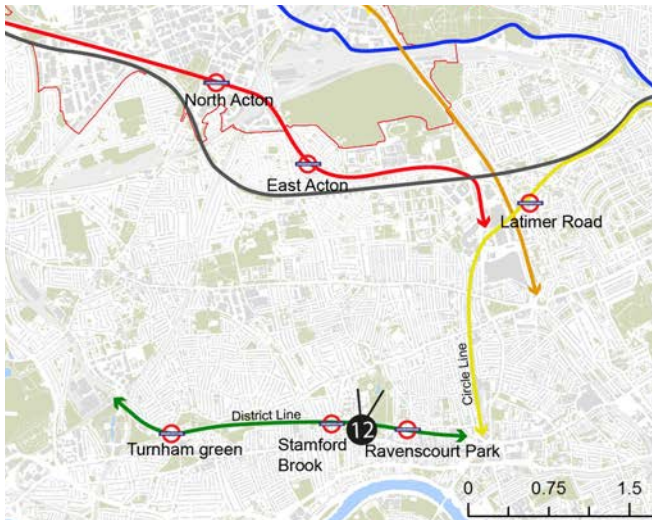 North Acton
East Acton
Latimer Road
Circle Line
District Line
12
Turnham green
Stamford
Brook
Ravenscourt Park
0 0.75 1.5